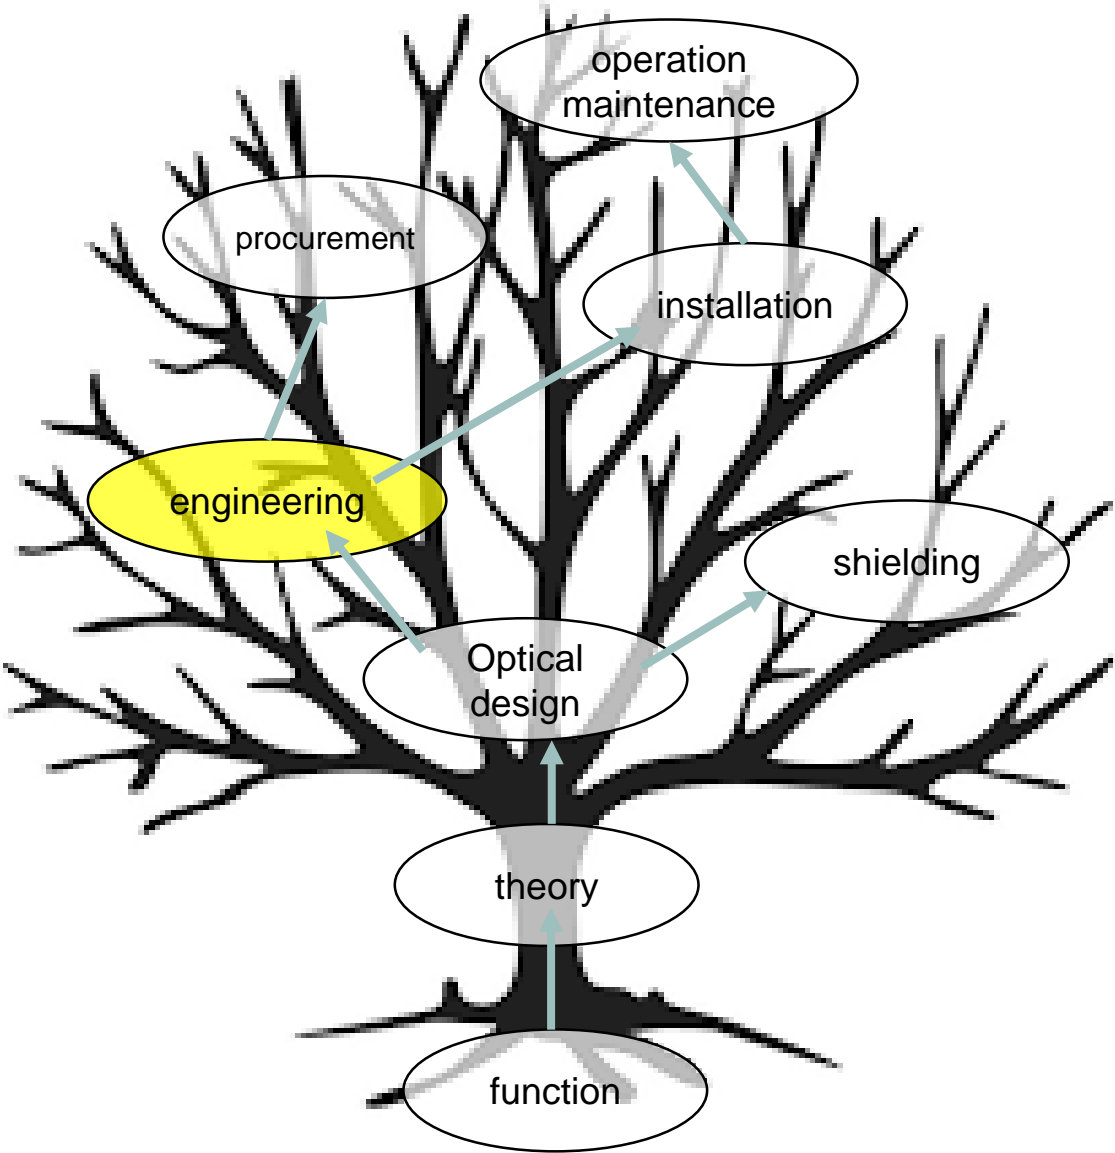 operation
maintenance
procurement
installation
engineering
shielding
Optical
design
theory
function